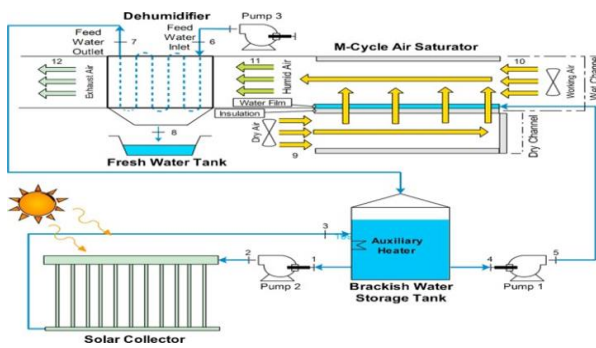 Dehumidifier
Feed
Water
Outlet
Feed
Water
Inlet
Pump 3
7
6
M-Cycle Air Saturator
12
Exhaust Air
11
Humid Air
10
Working Air
Wet Channel
Water Film
Insulation
Dry Air
9
Dry Channel
8
Fresh Water Tank
3
Auxiliary
Heater
2
1
4
5
Pump 2
Pump 1
Brackish Water
Storage Tank
Solar Collector